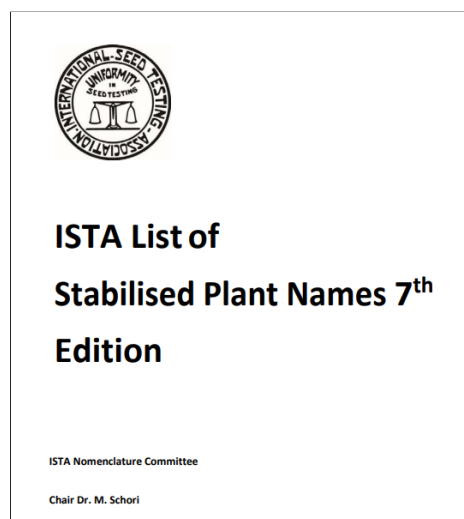 INTERNATIONAL-SEED TESTING-ASSOCIATION-
UNIFORMITY
IN
SEED TESTING
ISTA List of
Stabilised Plant Names 7th
Edition
ISTA Nomenclature Committee
Chair Dr. M. Schori